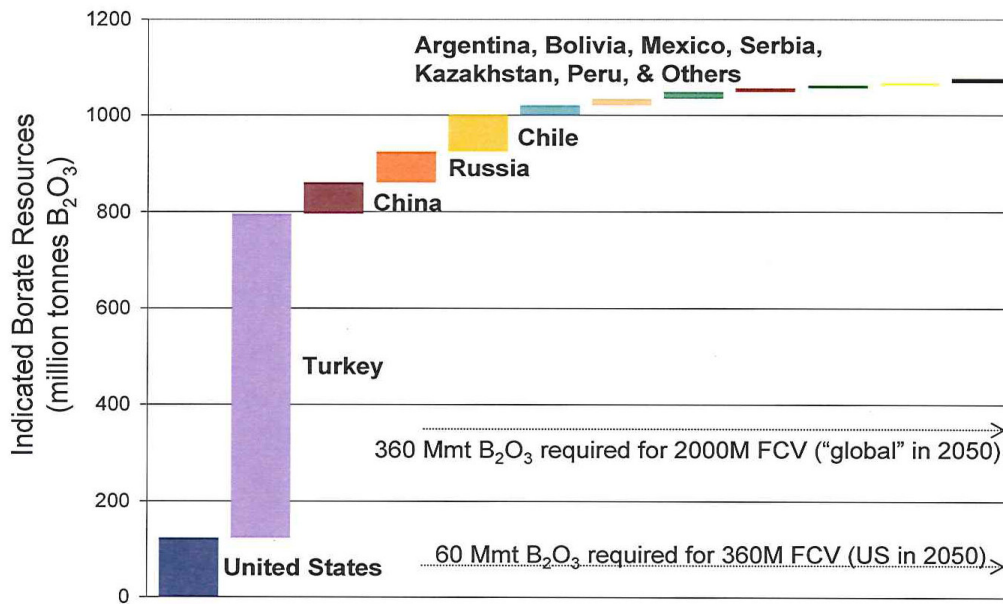 1200
1000
800
600
400
200
0
Indicated Borate Resources
(million tonnes B₂O₃)
Argentina, Bolivia, Mexico, Serbia,
Kazakhstan, Peru, & Others
Chile
Russia
China
Turkey
360 Mmt B₂O₃ required for 2000M FCV (“global” in 2050)
60 Mmt B₂O₃ required for 360M FCV (US in 2050)
United States